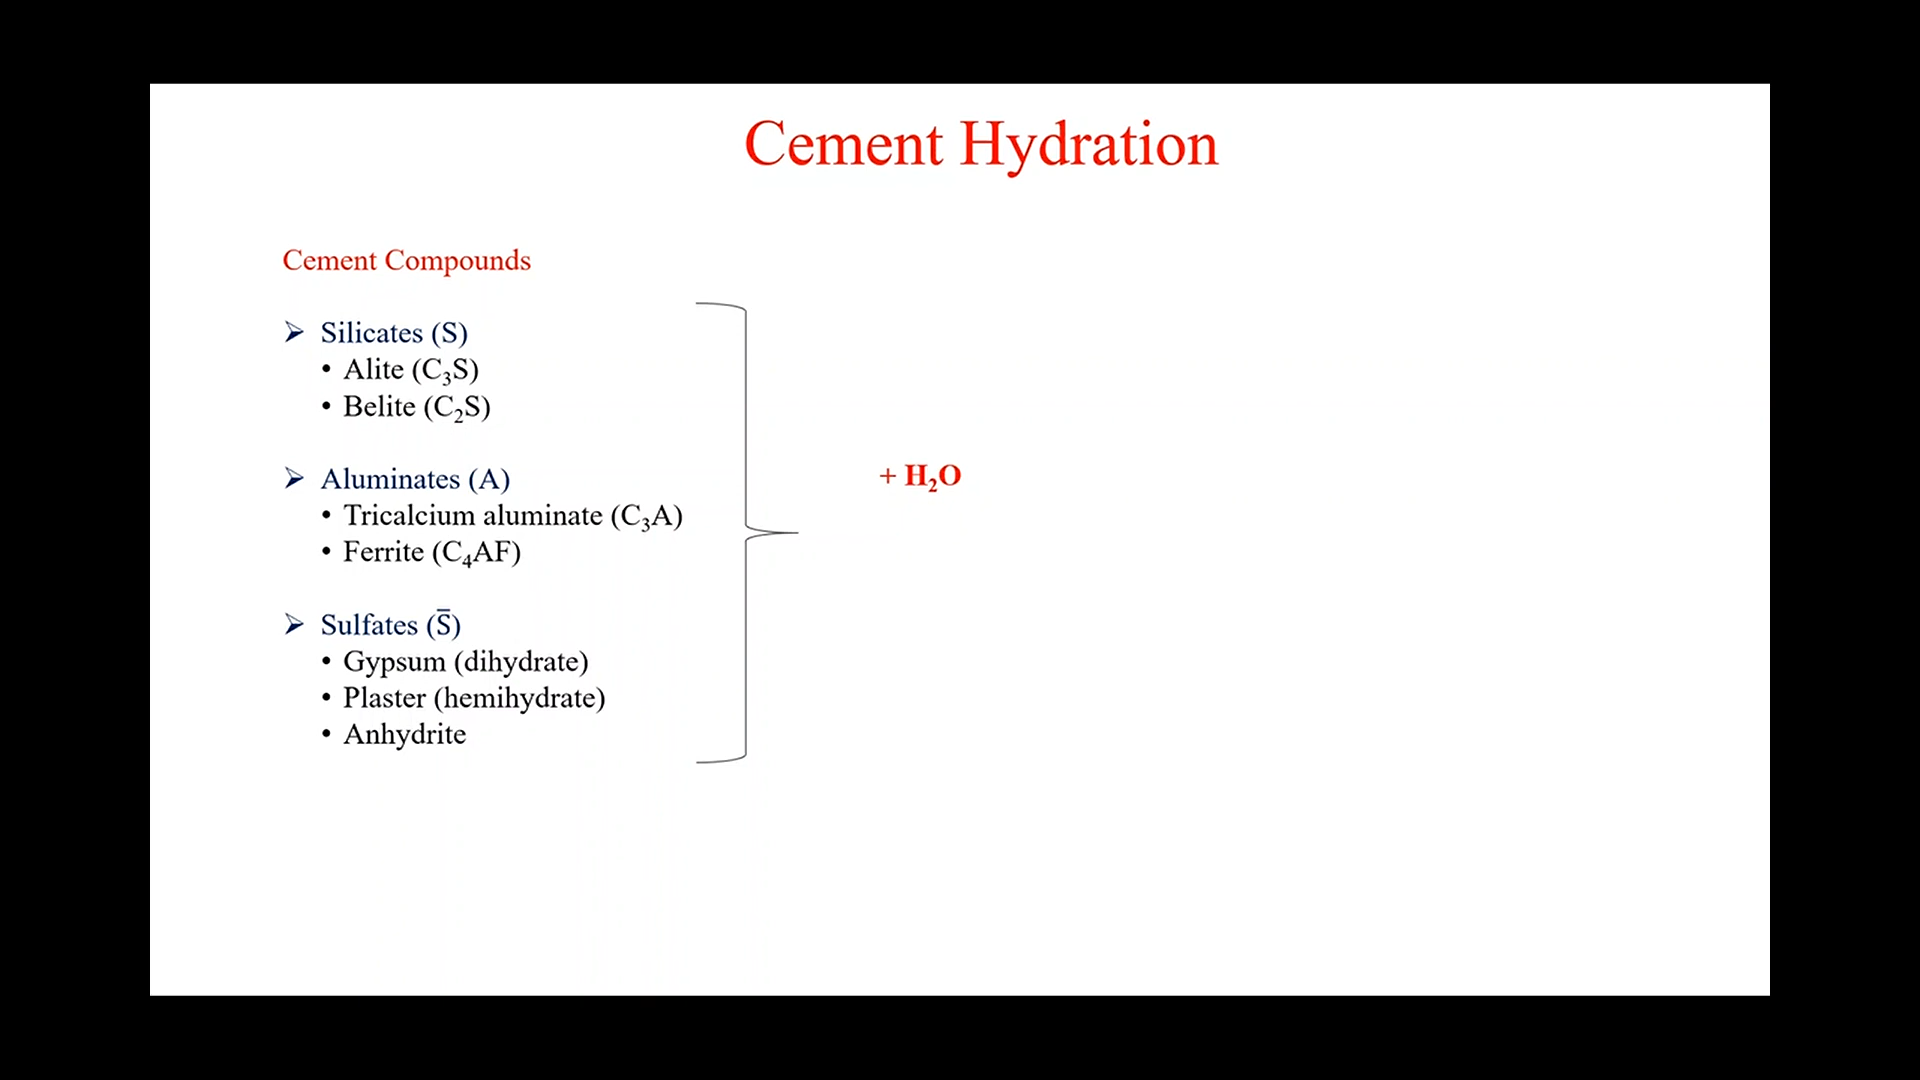 Cement Hydration
Cement Compounds
➢ Silicates (S)
• Alite (C₃S)
• Belite (C₂S)
➢ Aluminates (A)
• Tricalcium aluminate (C₃A)
• Ferrite (C₄AF)
+ H₂O
➢ Sulfates (S̅)
• Gypsum (dihydrate)
• Plaster (hemihydrate)
• Anhydrite